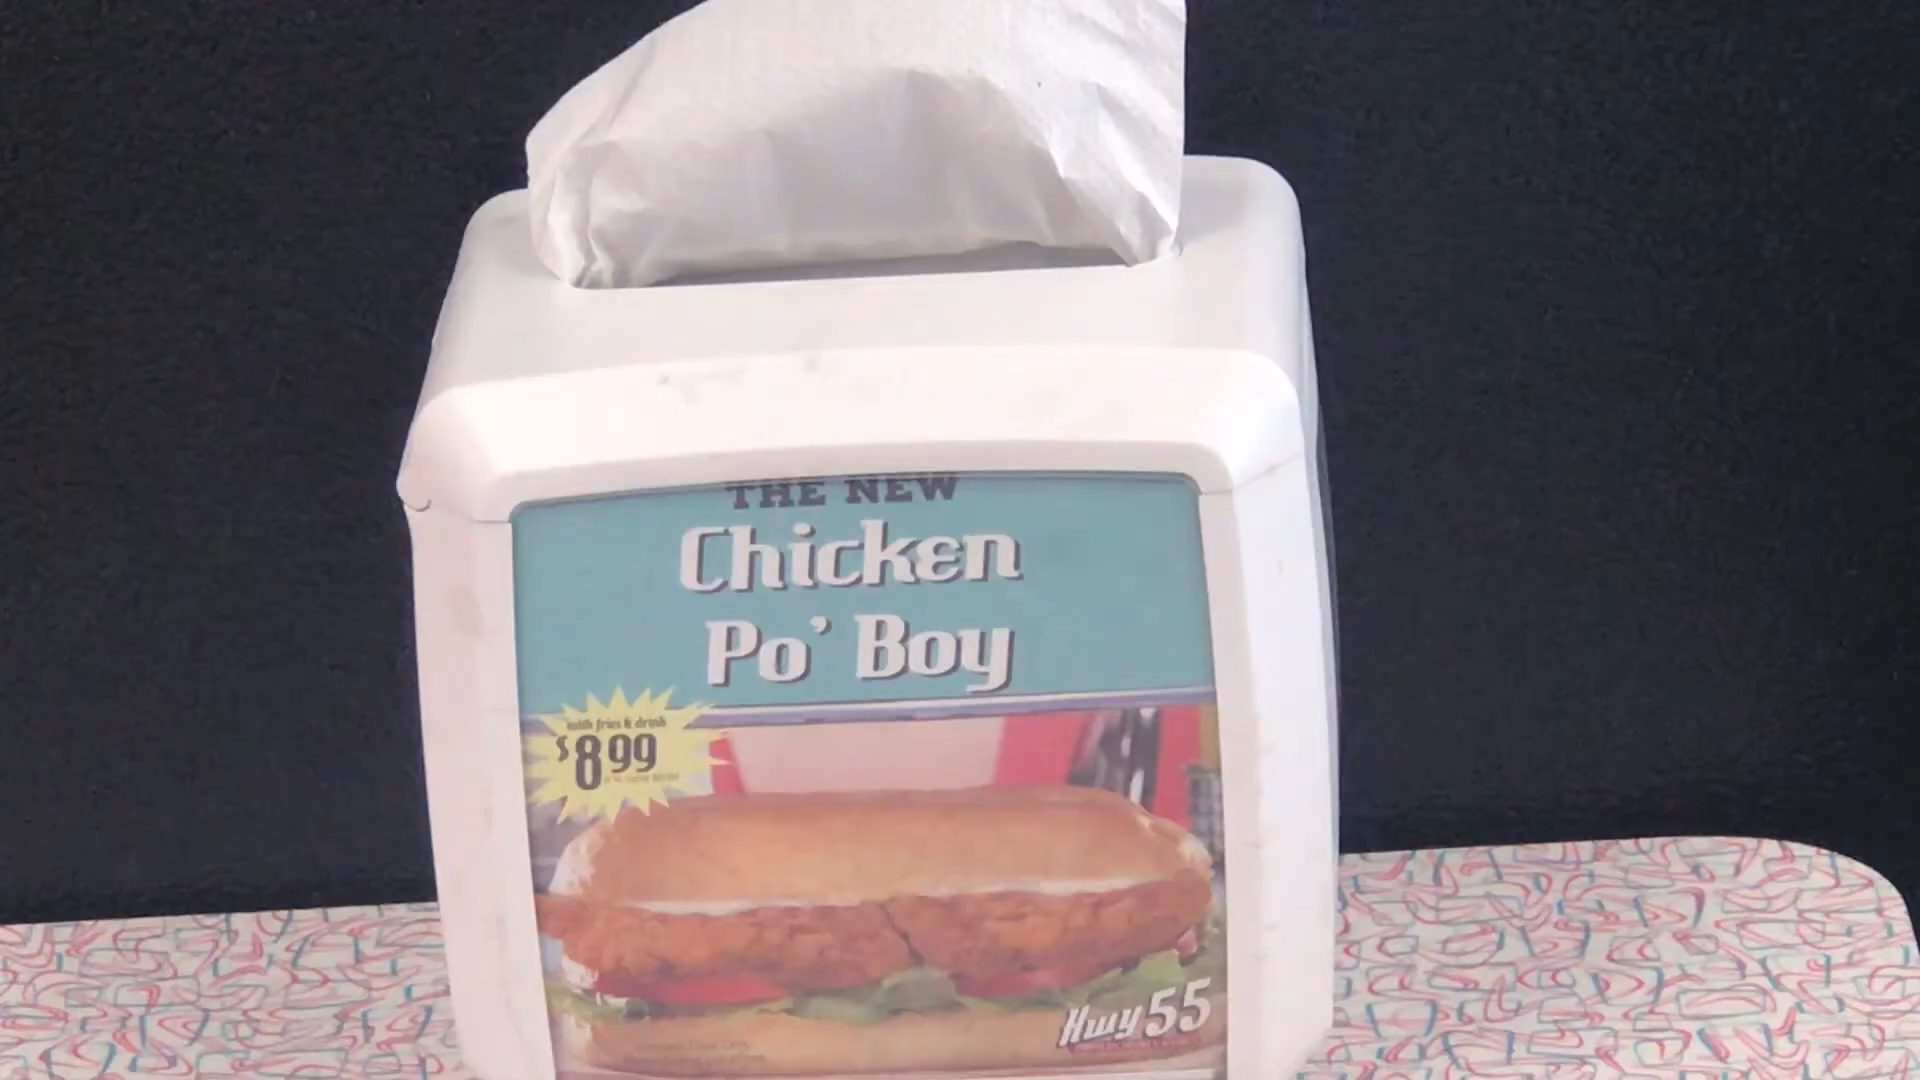 THE NEW
Chicken
Po' Boy
with fries & drink
$8.99
Hwy 55